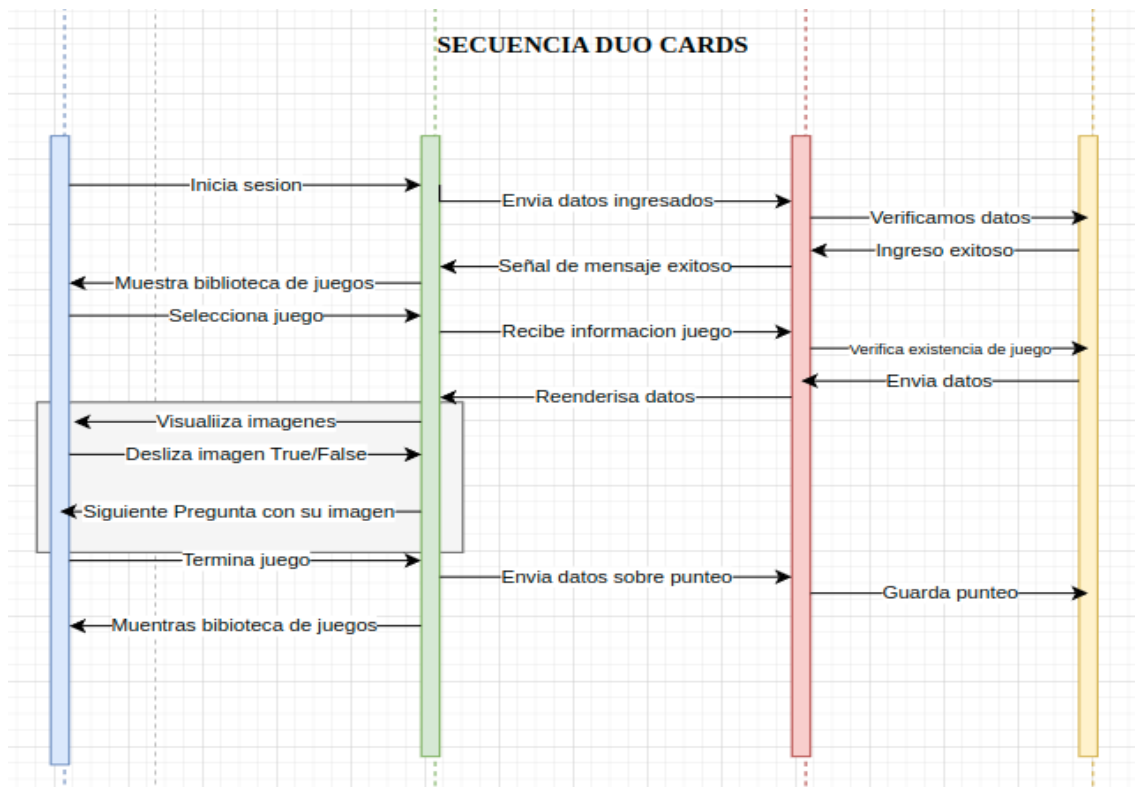 SECUENCIA DUO CARDS
Inicia sesion
Envia datos ingresados
Verificamos datos
Ingreso exitoso
Señal de mensaje exitoso
Muestra biblioteca de juegos
Selecciona juego
Recibe informacion juego
Verifica existencia de juego
Envia datos
Reenderisa datos
Visualiiza imagenes
Desliza imagen True/False
Siguiente Pregunta con su imagen
Termina juego
Envia datos sobre punteo
Guarda punteo
Muentras bibioteca de juegos